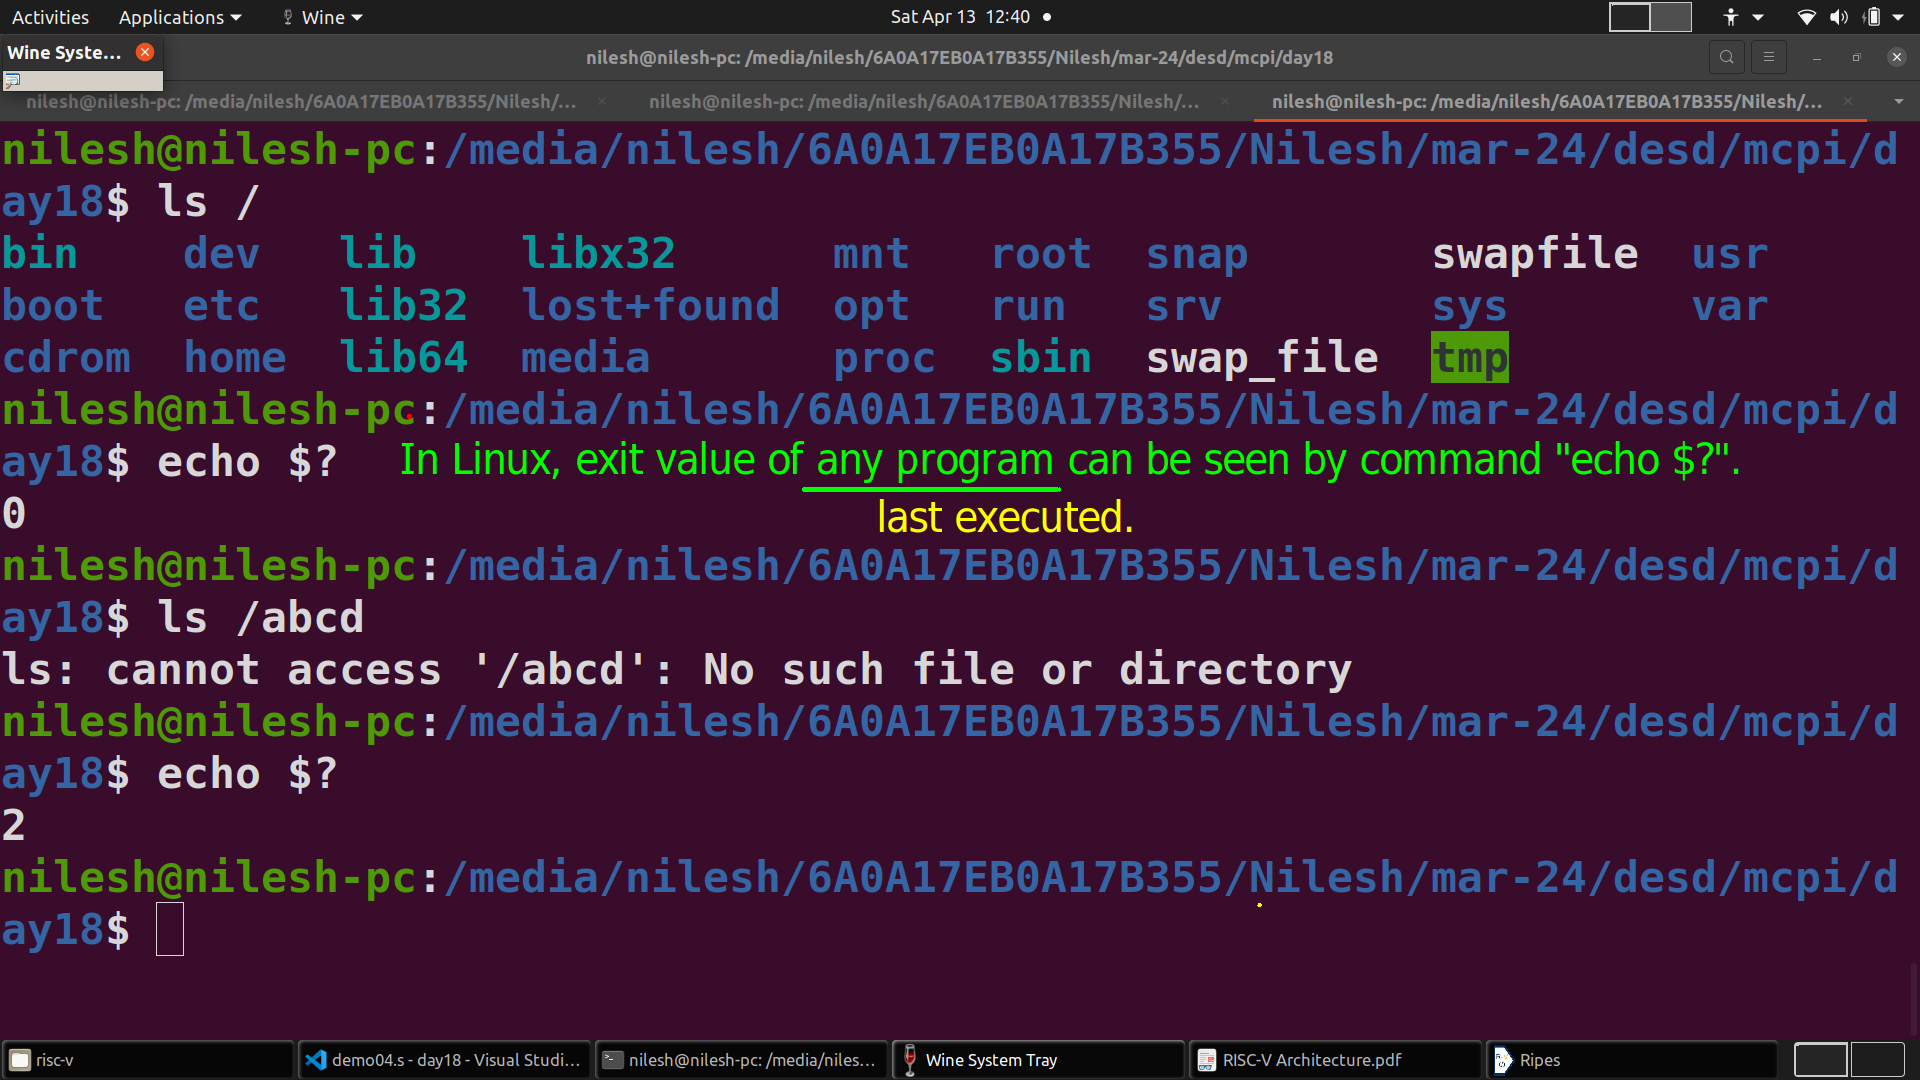 Activities Applications Wine Sat Apr 13 12:40
Wine Syste...
nilesh@nilesh-pc: /media/nilesh/6A0A17EB0A17B355/Nilesh/mar-24/desd/mcpi/day18
nilesh@nilesh-pc: /media/nilesh/6A0A17EB0A17B355/Nilesh/... nilesh@nilesh-pc: /media/nilesh/6A0A17EB0A17B355/Nilesh/... nilesh@nilesh-pc: /media/nilesh/6A0A17EB0A17B355/Nilesh/...
nilesh@nilesh-pc:/media/nilesh/6A0A17EB0A17B355/Nilesh/mar-24/desd/mcpi/d
ay18$ ls /
bin dev lib libx32 mnt root snap swapfile usr
boot etc lib32 lost+found opt run srv sys var
cdrom home lib64 media proc sbin swap_file tmp
nilesh@nilesh-pc:/media/nilesh/6A0A17EB0A17B355/Nilesh/mar-24/desd/mcpi/d
ay18$ echo $? In Linux, exit value of any program can be seen by command "echo $?".
0 last executed.
nilesh@nilesh-pc:/media/nilesh/6A0A17EB0A17B355/Nilesh/mar-24/desd/mcpi/d
ay18$ ls /abcd
ls: cannot access '/abcd': No such file or directory
nilesh@nilesh-pc:/media/nilesh/6A0A17EB0A17B355/Nilesh/mar-24/desd/mcpi/d
ay18$ echo $?
2
nilesh@nilesh-pc:/media/nilesh/6A0A17EB0A17B355/Nilesh/mar-24/desd/mcpi/d
ay18$
risc-v demo04.s - day18 - Visual Studi... nilesh@nilesh-pc: /media/niles... Wine System Tray RISC-V Architecture.pdf Ripes